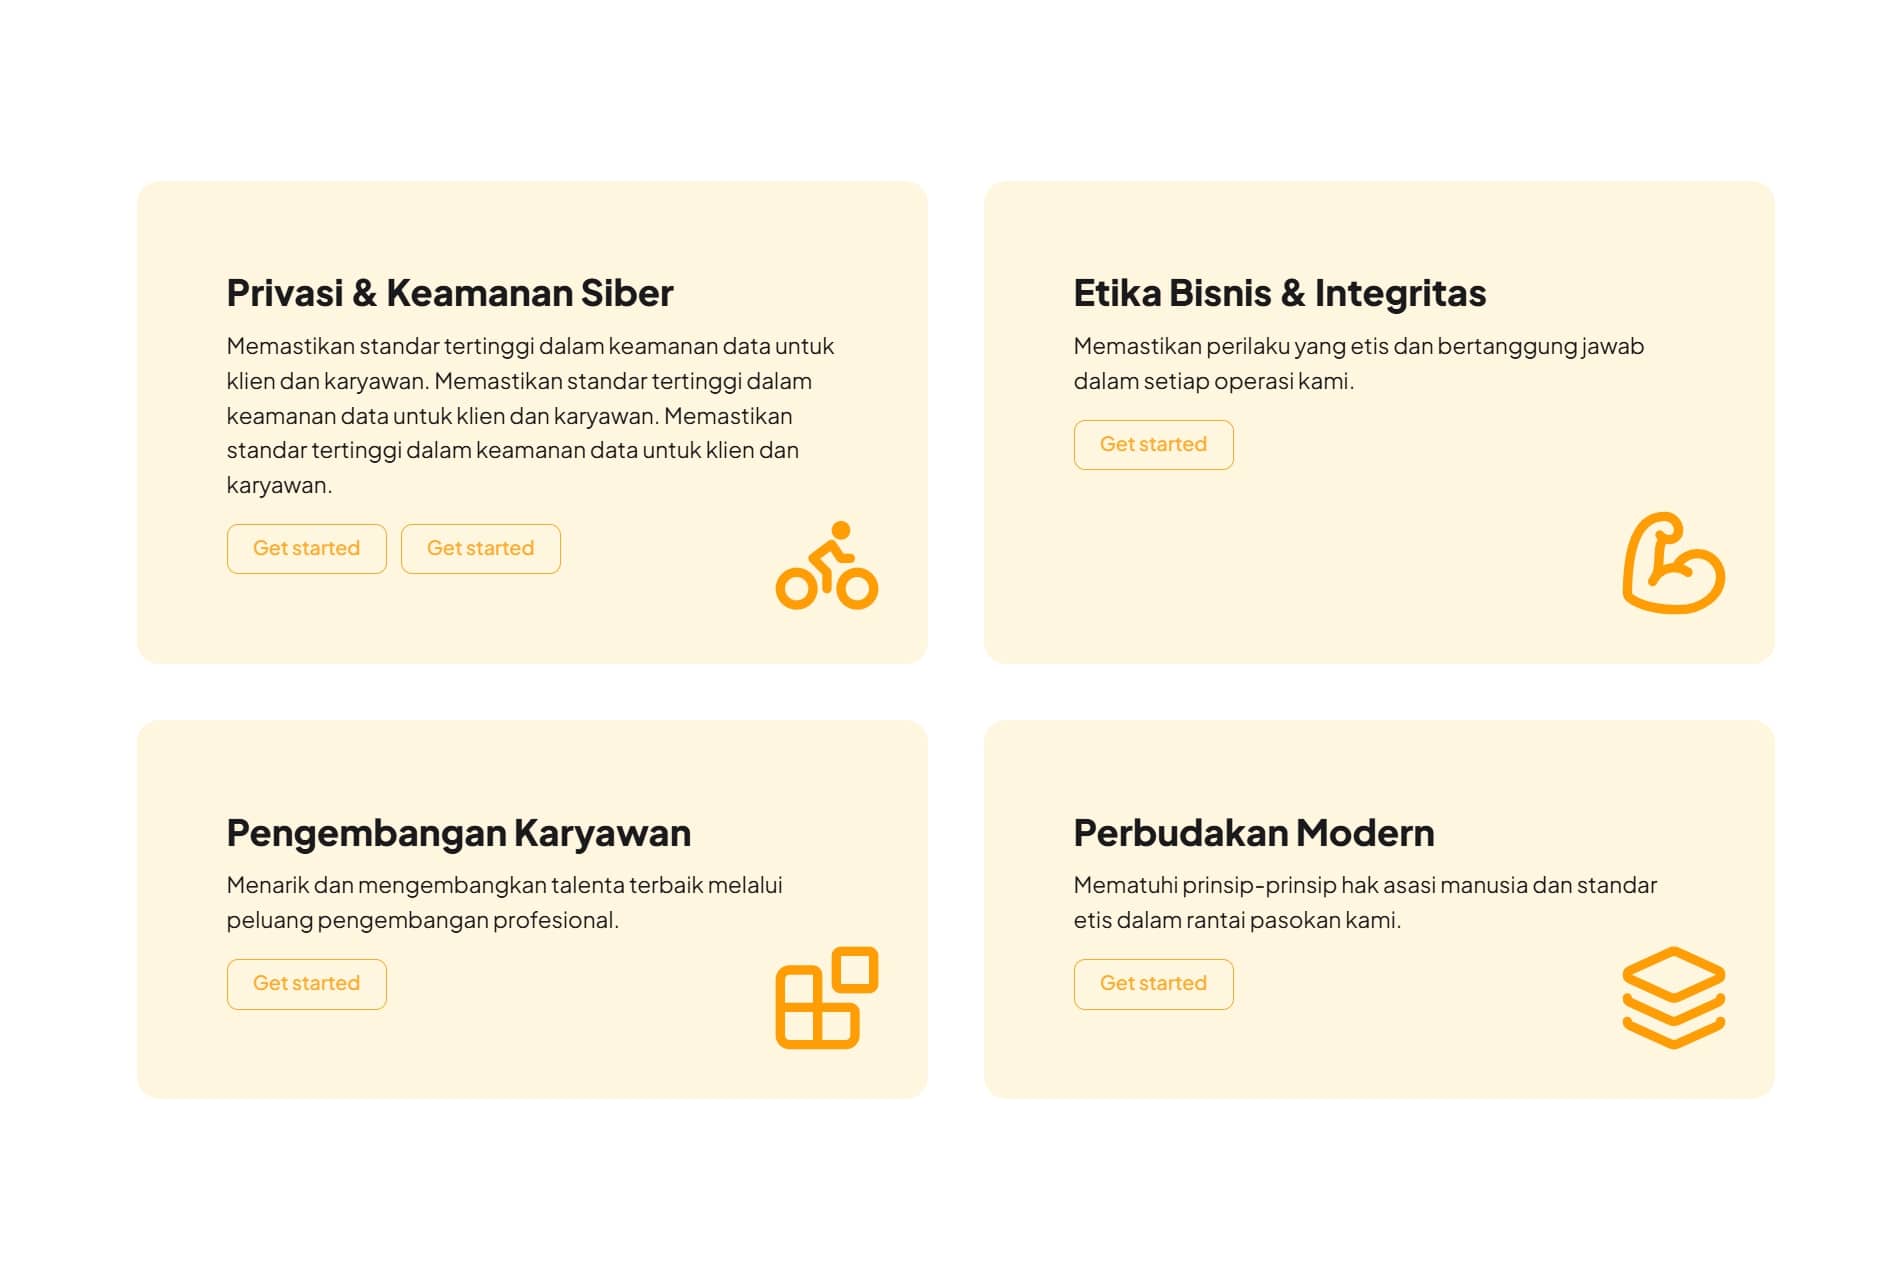 Privasi & Keamanan Siber
Memastikan standar tertinggi dalam keamanan data untuk
klien dan karyawan. Memastikan standar tertinggi dalam
keamanan data untuk klien dan karyawan. Memastikan
standar tertinggi dalam keamanan data untuk klien dan
karyawan.
Get started
Get started
Etika Bisnis & Integritas
Memastikan perilaku yang etis dan bertanggung jawab
dalam setiap operasi kami.
Get started
Pengembangan Karyawan
Menarik dan mengembangkan talenta terbaik melalui
peluang pengembangan profesional.
Get started
Perbudakan Modern
Mematuhi prinsip-prinsip hak asasi manusia dan standar
etis dalam rantai pasokan kami.
Get started